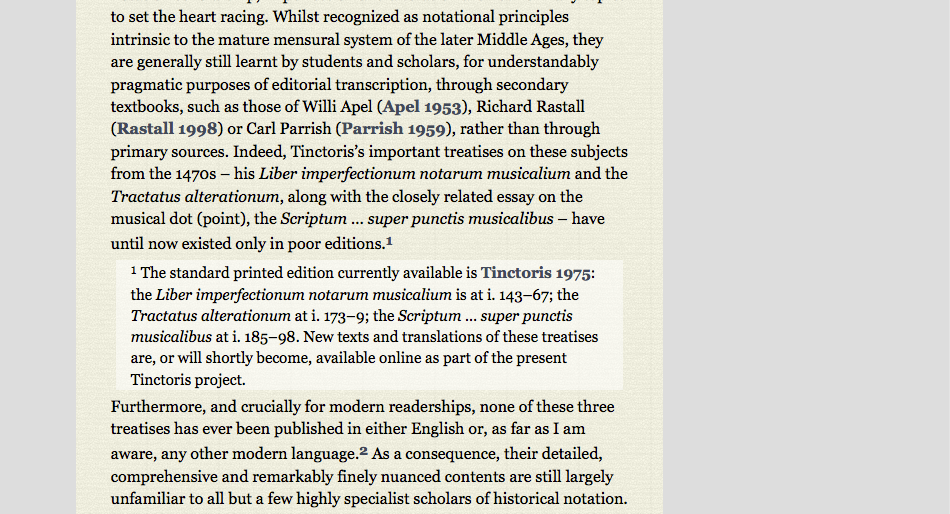 to set the heart racing. Whilst recognized as notational principles
intrinsic to the mature mensural system of the later Middle Ages, they
are generally still learnt by students and scholars, for understandably
pragmatic purposes of editorial transcription, through secondary
textbooks, such as those of Willi Apel (Apel 1953), Richard Rastall
(Rastall 1998) or Carl Parrish (Parrish 1959), rather than through
primary sources. Indeed, Tinctoris’s important treatises on these subjects
from the 1470s – his Liber imperfectionum notarum musicalium and the
Tractatus alterationum, along with the closely related essay on the
musical dot (point), the Scriptum ... super punctis musicalibus – have
until now existed only in poor editions.1
1 The standard printed edition currently available is Tinctoris 1975:
the Liber imperfectionum notarum musicalium is at i. 143–67; the
Tractatus alterationum at i. 173–9; the Scriptum ... super punctis
musicalibus at i. 185–98. New texts and translations of these treatises
are, or will shortly become, available online as part of the present
Tinctoris project.
Furthermore, and crucially for modern readerships, none of these three
treatises has ever been published in either English or, as far as I am
aware, any other modern language.2 As a consequence, their detailed,
comprehensive and remarkably finely nuanced contents are still largely
unfamiliar to all but a few highly specialist scholars of historical notation.